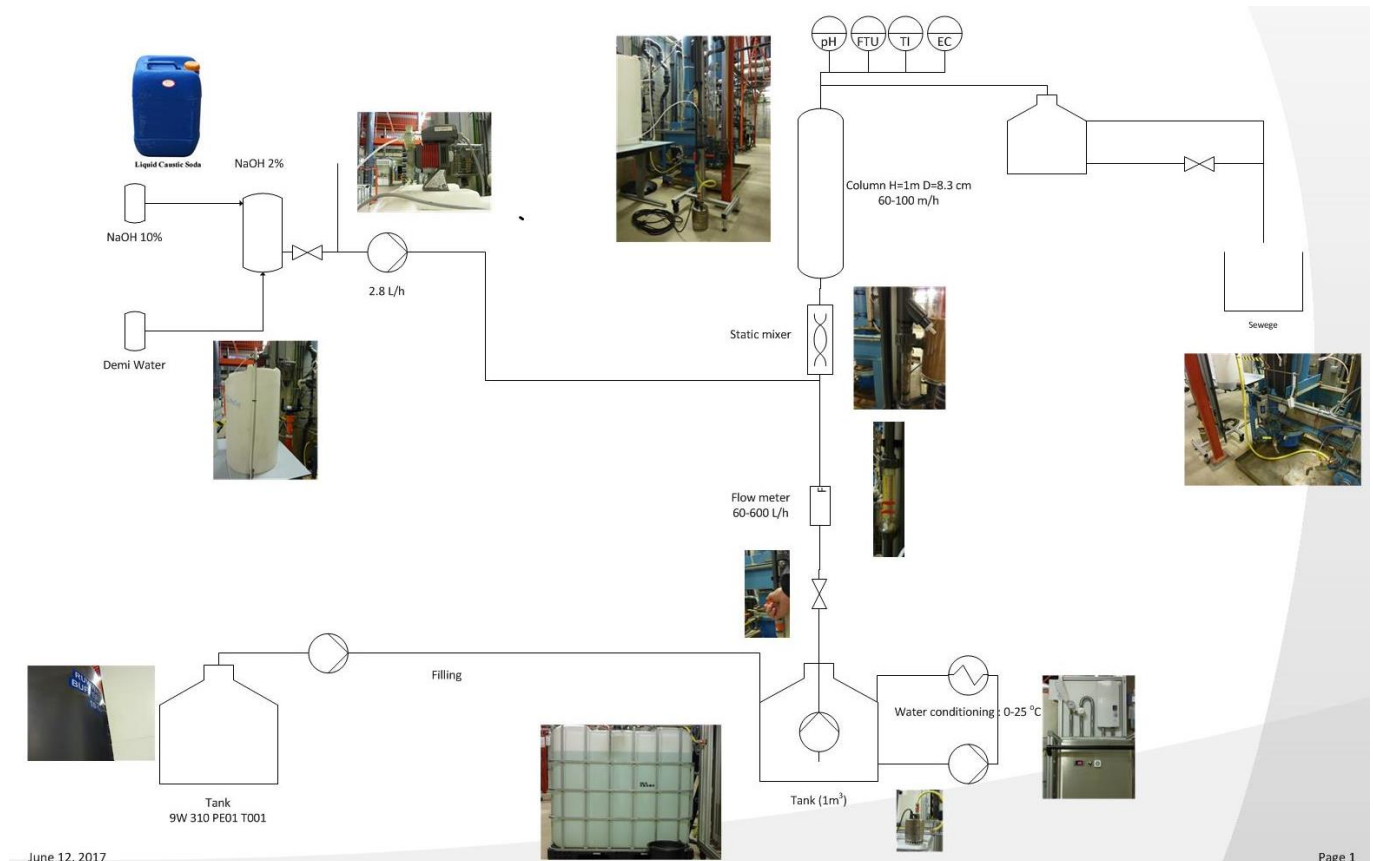 pH
FTU
TI
EC
Liquid Caustic Soda
NaOH 2%
NaOH 10%
Demi Water
2.8 L/h
Column H=1m D=8.3 cm
60-100 m/h
Static mixer
Sewege
Flow meter
60-600 L/h
F
Filling
Water conditioning : 0-25 °C
Tank
9W 310 PE01 T001
Tank (1m³)
June 12, 2017
Page 1